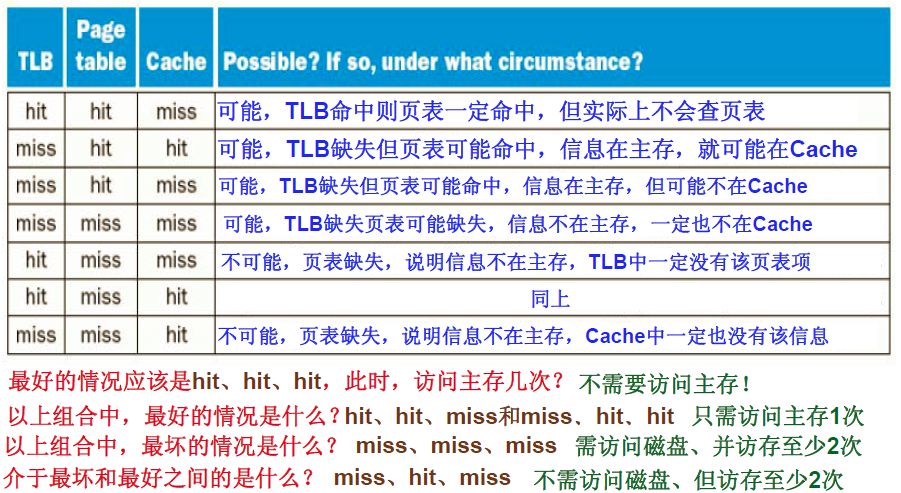 TLB Page table Cache Possible? If so, under what circumstance?
hit hit miss 可能，TLB命中则页表一定命中，但实际上不会查页表
miss hit hit 可能，TLB缺失但页表可能命中，信息在主存，就可能在Cache
miss hit miss 可能，TLB缺失但页表可能命中，信息在主存，但可能不在Cache
miss miss miss 可能，TLB缺失页表可能缺失，信息不在主存，一定也不在Cache
hit miss miss 不可能，页表缺失，说明信息不在主存，TLB中一定没有该页表项
hit miss hit 同上
miss miss hit 不可能，页表缺失，说明信息不在主存，Cache中一定也没有该信息
最好的情况应该是hit、hit、hit，此时，访问主存几次？ 不需要访问主存！
以上组合中，最好的情况是什么？hit、hit、miss和miss、hit、hit 只需访问主存1次
以上组合中，最坏的情况是什么？ miss、miss、miss 需访问磁盘、并访存至少2次
介于最坏和最好之间的是什么？ miss、hit、miss 不需访问磁盘、但访存至少2次